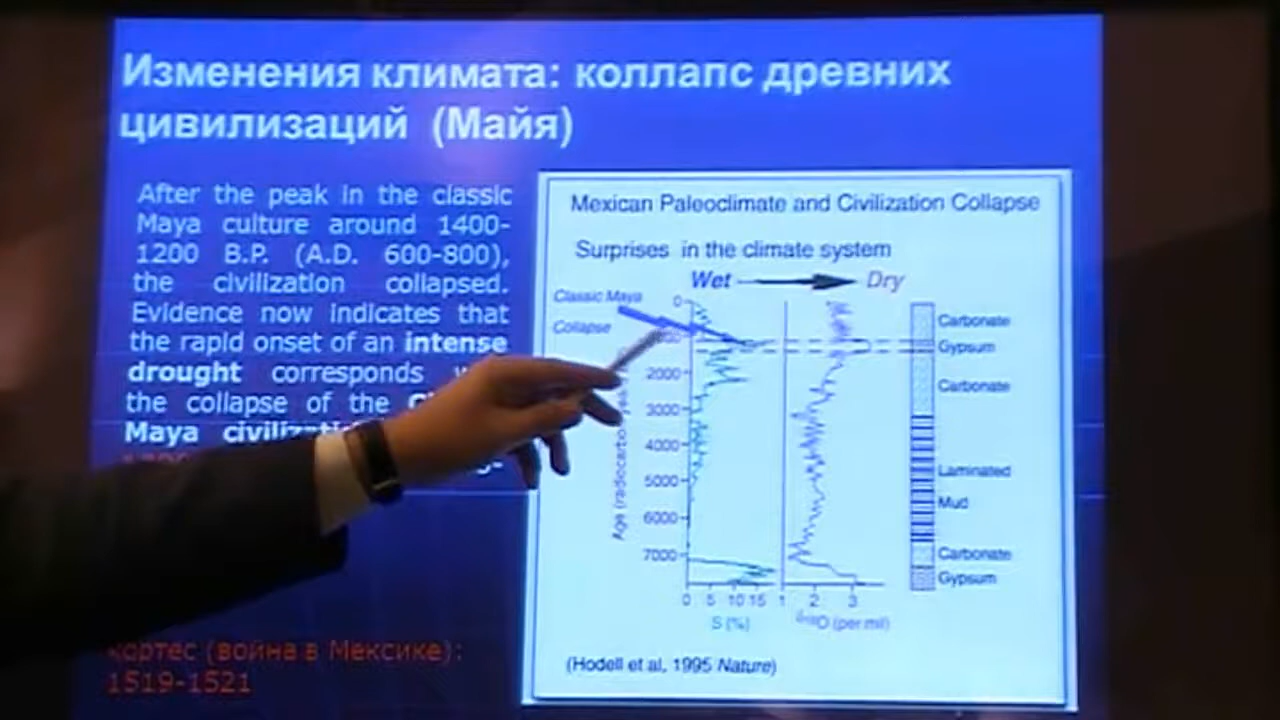 Изменения климата: коллапс древних
цивилизаций (Майя)
After the peak in the classic
Maya culture around 1400-
1200 B.P. (A.D. 600-800),
the civilization collapsed.
Evidence now indicates that
the rapid onset of an intense
drought corresponds
the collapse of the
Maya
Кортес (война в Мексике):
1519-1521
Mexican Paleoclimate and Civilization Collapse
Surprises in the climate system
Wet Dry
Classic Maya
Collapse
0
2000
3000
4000
5000
6000
7000
Age
0 5 10 15 1 2 3
S (%) δ¹⁸O (per mil)
Carbonate
Gypsum
Carbonate
Laminated
Mud
Carbonate
Gypsum
(Hodell et al, 1995 Nature)